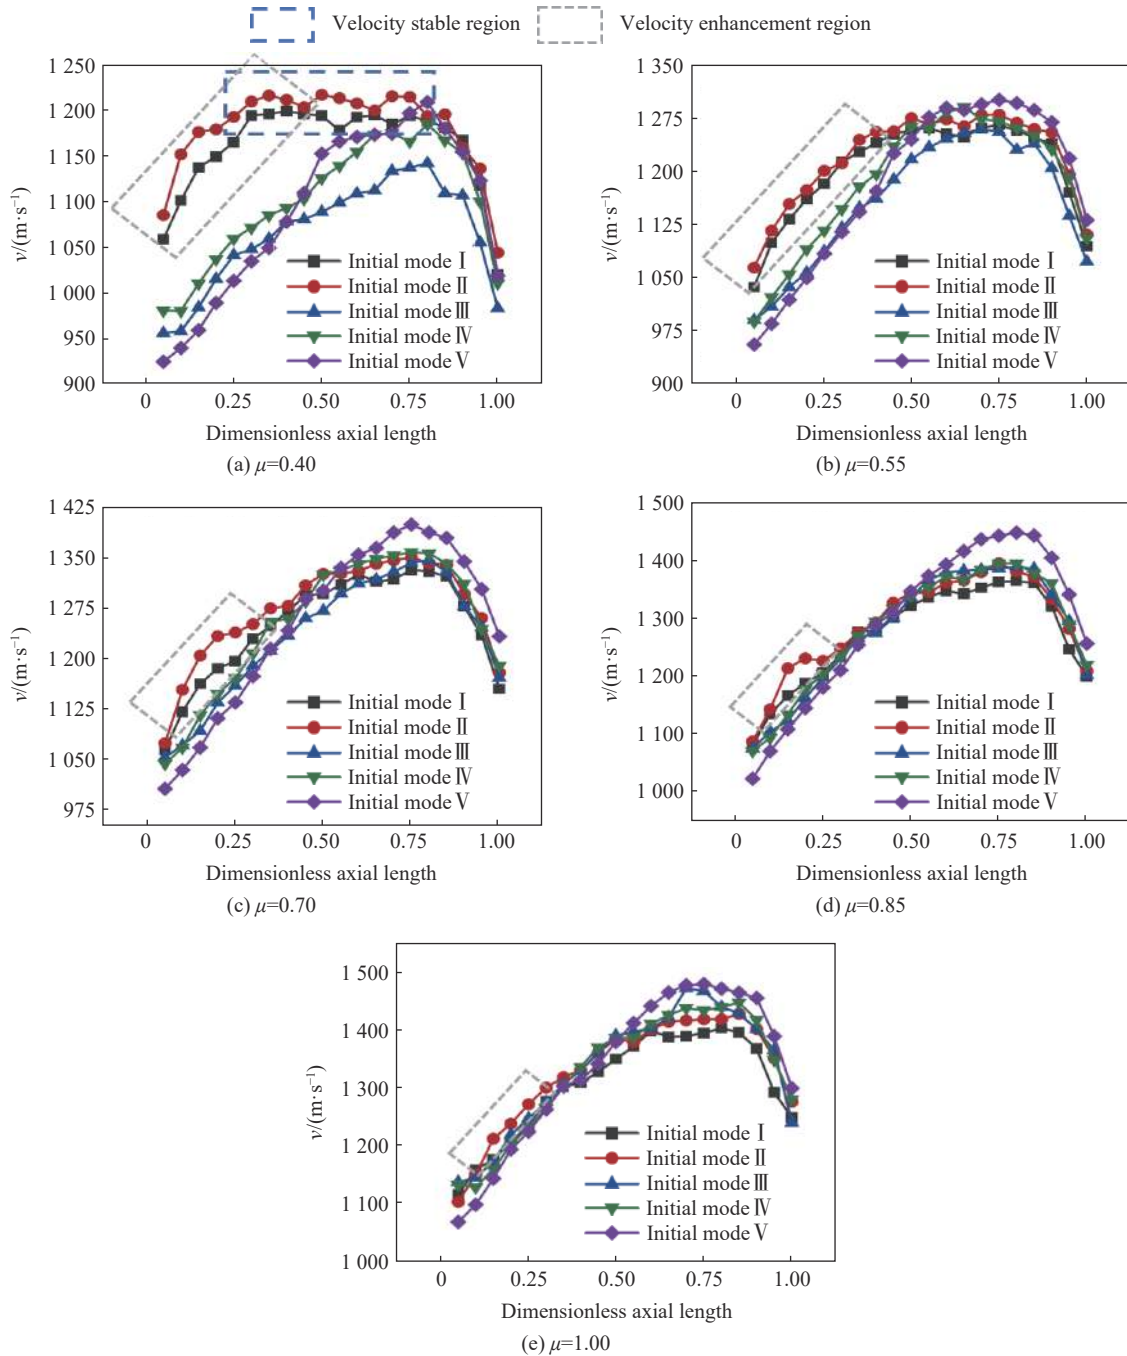 Velocity stable region Velocity enhancement region
1 250
1 200
1 150
1 100
1 050
1 000
950
900
v/(m·s⁻¹)
Initial mode Ⅰ
Initial mode Ⅱ
Initial mode Ⅲ
Initial mode Ⅳ
Initial mode Ⅴ
0 0.25 0.50 0.75 1.00
Dimensionless axial length
(a) μ=0.40
1 350
1 275
1 200
1 125
1 050
975
900
v/(m·s⁻¹)
Initial mode Ⅰ
Initial mode Ⅱ
Initial mode Ⅲ
Initial mode Ⅳ
Initial mode Ⅴ
0 0.25 0.50 0.75 1.00
Dimensionless axial length
(b) μ=0.55
1 425
1 350
1 275
1 200
1 125
1 050
975
v/(m·s⁻¹)
Initial mode Ⅰ
Initial mode Ⅱ
Initial mode Ⅲ
Initial mode Ⅳ
Initial mode Ⅴ
0 0.25 0.50 0.75 1.00
Dimensionless axial length
(c) μ=0.70
1 500
1 400
1 300
1 200
1 100
1 000
v/(m·s⁻¹)
Initial mode Ⅰ
Initial mode Ⅱ
Initial mode Ⅲ
Initial mode Ⅳ
Initial mode Ⅴ
0 0.25 0.50 0.75 1.00
Dimensionless axial length
(d) μ=0.85
1 500
1 400
1 300
1 200
1 100
1 000
v/(m·s⁻¹)
Initial mode Ⅰ
Initial mode Ⅱ
Initial mode Ⅲ
Initial mode Ⅳ
Initial mode Ⅴ
0 0.25 0.50 0.75 1.00
Dimensionless axial length
(e) μ=1.00